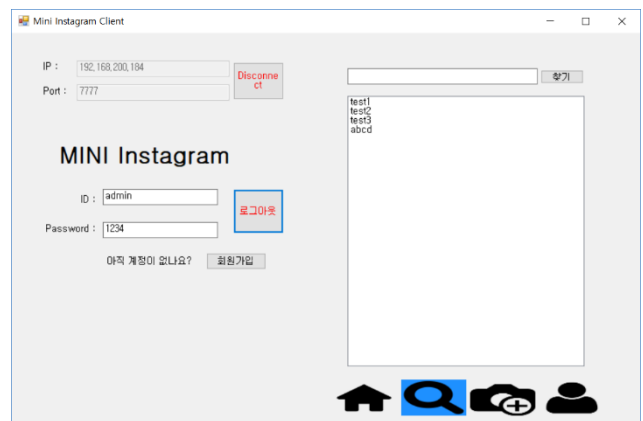 Mini Instagram Client
IP :
192,168,200,184
Port :
7777
Disconne
ct
MINI Instagram
ID :
admin
Password :
1234
로그아웃
아직 계정이 없나요?
회원가입
찾기
test1
test2
test3
abcd